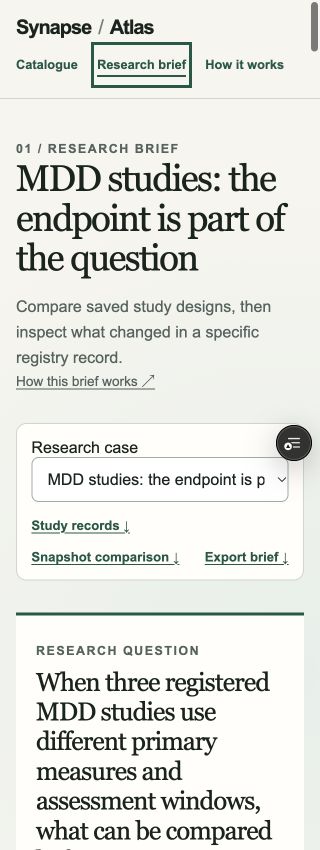 Synapse / Atlas
Catalogue Research brief How it works
01 / RESEARCH BRIEF
MDD studies: the
endpoint is part of
the question
Compare saved study designs, then
inspect what changed in a specific
registry record.
How this brief works ↗
Research case
MDD studies: the endpoint is p
Study records ↓
Snapshot comparison ↓ Export brief ↓
RESEARCH QUESTION
When three registered
MDD studies use
different primary
measures and
assessment windows,
what can be compared